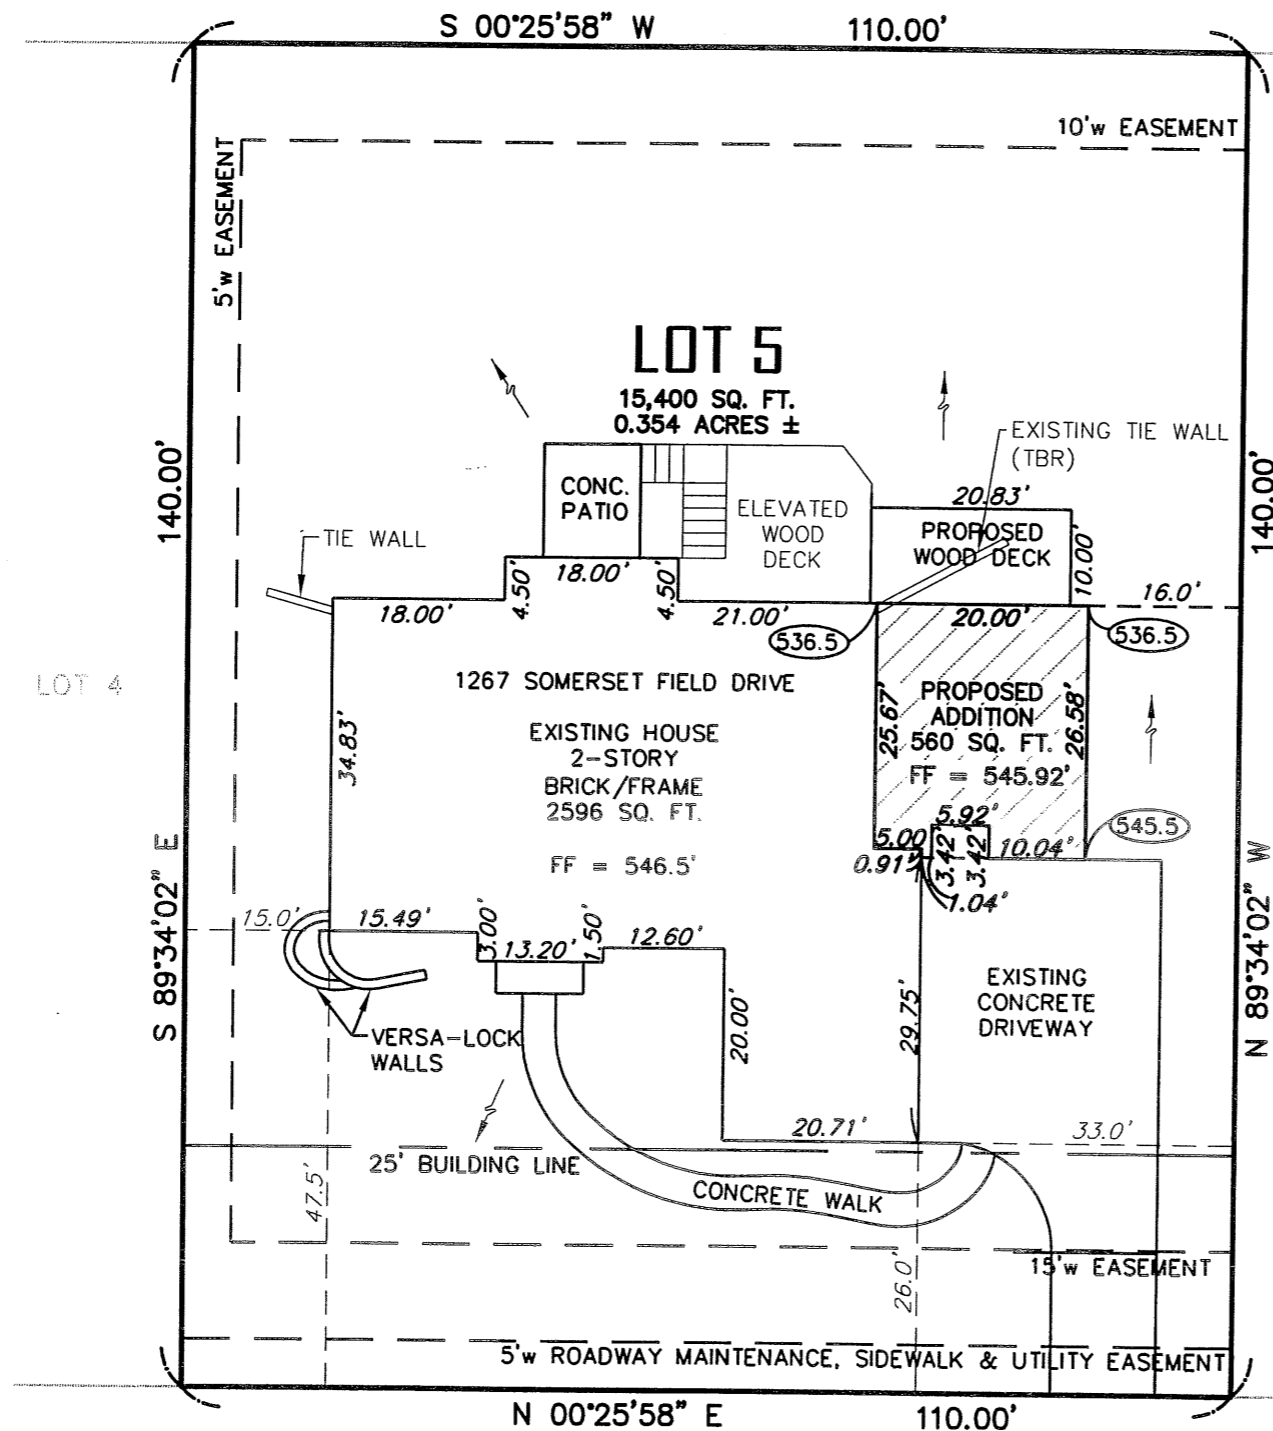 S 00°25'58" W 110.00'
10'w EASEMENT
5'w EASEMENT
LOT 5
15,400 SQ. FT.
0.354 ACRES ±
140.00'
140.00'
EXISTING TIE WALL
(TBR)
CONC.
PATIO
ELEVATED
WOOD
DECK
20.83'
PROPOSED
WOOD DECK
10.00'
TIE WALL
18.00'
4.50'
18.00'
4.50'
21.00'
20.00'
16.0'
536.5
536.5
LOT 4
1267 SOMERSET FIELD DRIVE
EXISTING HOUSE
2-STORY
BRICK/FRAME
2596 SQ. FT.
FF = 546.5'
34.83'
25.67'
PROPOSED
ADDITION
560 SQ. FT.
FF = 545.92'
26.58'
5.92'
545.5
5.00
0.91'
3.42'
3.42'
10.04'
1.04'
S 89°34'02" E
N 89°34'02" W
15.0'
15.49'
3.00'
13.20'
1.50'
12.60'
20.00'
29.75'
EXISTING
CONCRETE
DRIVEWAY
VERSA-LOCK
WALLS
20.71'
33.0'
25' BUILDING LINE
CONCRETE WALK
47.5'
26.0'
15'w EASEMENT
5'w ROADWAY MAINTENANCE, SIDEWALK & UTILITY EASEMENT
N 00°25'58" E 110.00'